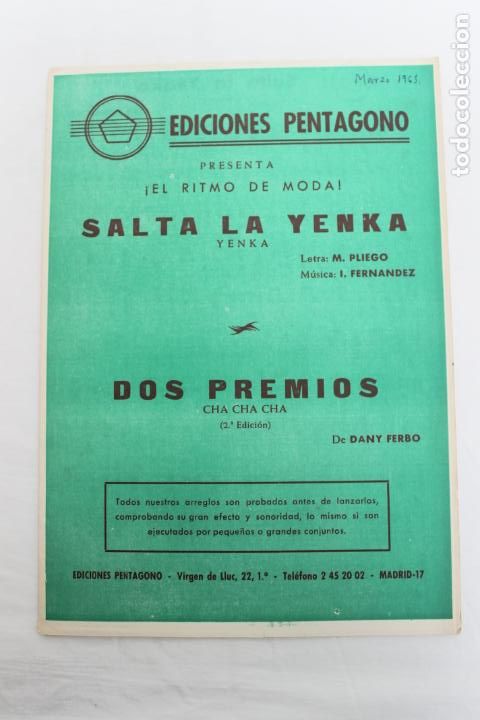 Marzo 1965.
EDICIONES PENTAGONO
PRESENTA
¡EL RITMO DE MODA!
SALTA LA YENKA
YENKA
Letra: M. PLIEGO
Música: I. FERNANDEZ
DOS PREMIOS
CHA CHA CHA
(2.ª Edición)
De DANY FERBO
Todos nuestros arreglos son probados antes de lanzarlos,
comprobando su gran efecto y sonoridad, lo mismo si son
ejecutados por pequeños o grandes conjuntos.
EDICIONES PENTAGONO - Virgen de Lluc, 22, 1.º - Teléfono 2 45 20 02 - MADRID-17
todocoleccion